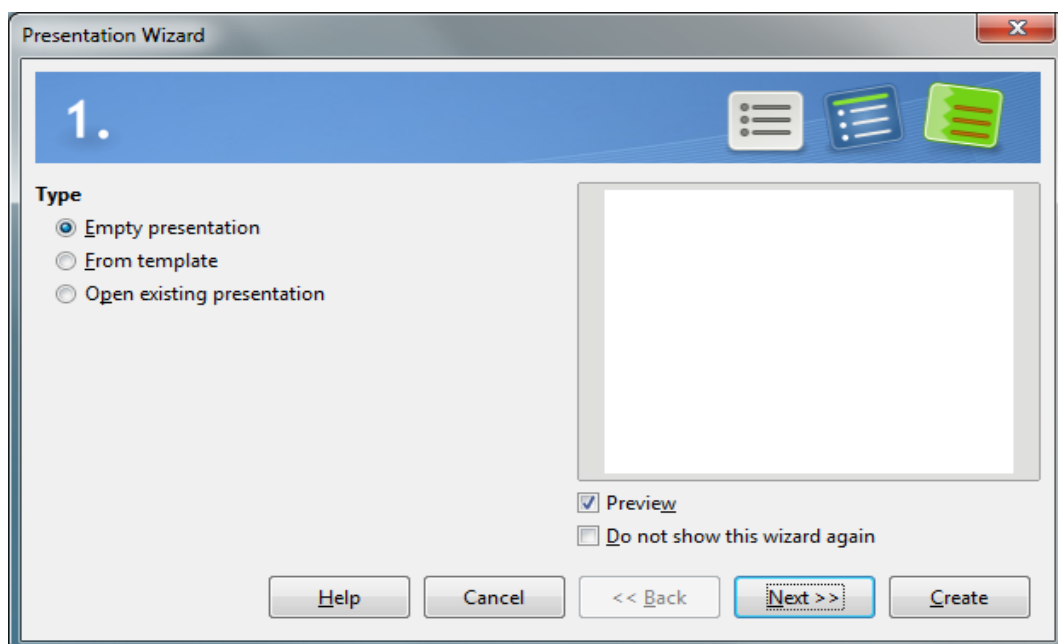 Presentation Wizard
1.
Type
Empty presentation
From template
Open existing presentation
Preview
Do not show this wizard again
Help Cancel << Back Next >> Create